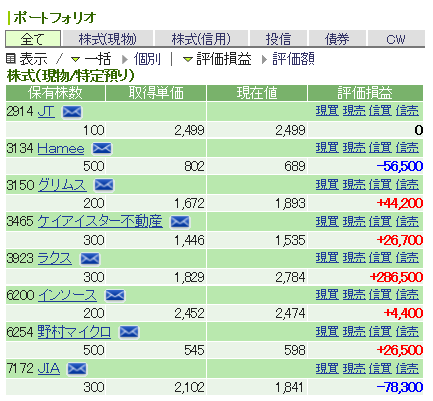 ポートフォリオ
全て 株式(現物) 株式(信用) 投信 債券 CW
表示 / 一括 個別 | 評価損益 評価額
株式(現物/特定預り)
保有株数 取得単価 現在値 評価損益
2914 JT 現買 現売 信買 信売
100 2,499 2,499 0
3134 Hamee 現買 現売 信買 信売
500 802 689 -56,500
3150 グリムス 現買 現売 信買 信売
200 1,672 1,893 +44,200
3465 ケイアイスター不動産 現買 現売 信買 信売
300 1,446 1,535 +26,700
3923 ラクス 現買 現売 信買 信売
300 1,829 2,784 +286,500
6200 インソース 現買 現売 信買 信売
200 2,452 2,474 +4,400
6254 野村マイクロ 現買 現売 信買 信売
500 545 598 +26,500
7172 JIA 現買 現売 信買 信売
300 2,102 1,841 -78,300